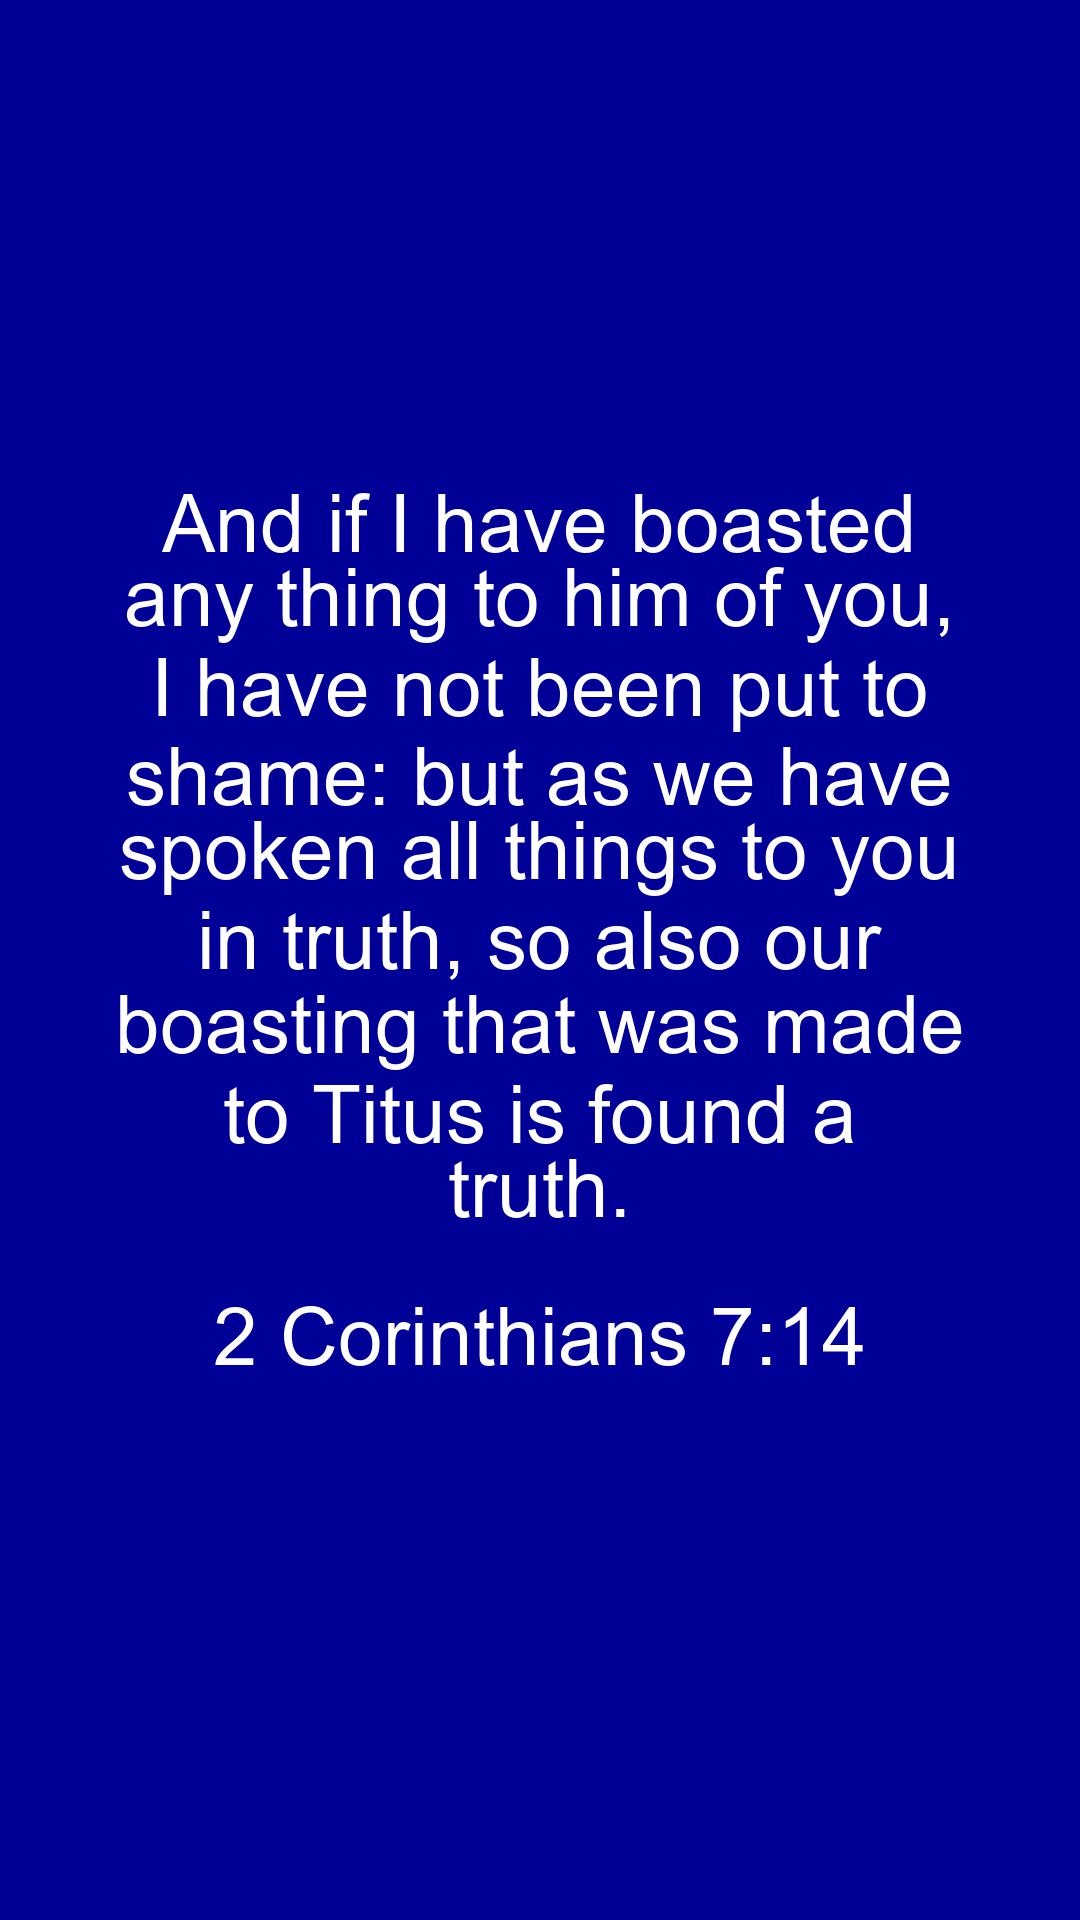 And if I have boasted
any thing to him of you,
I have not been put to
shame: but as we have
spoken all things to you
in truth, so also our
boasting that was made
to Titus is found a
truth.
2 Corinthians 7:14